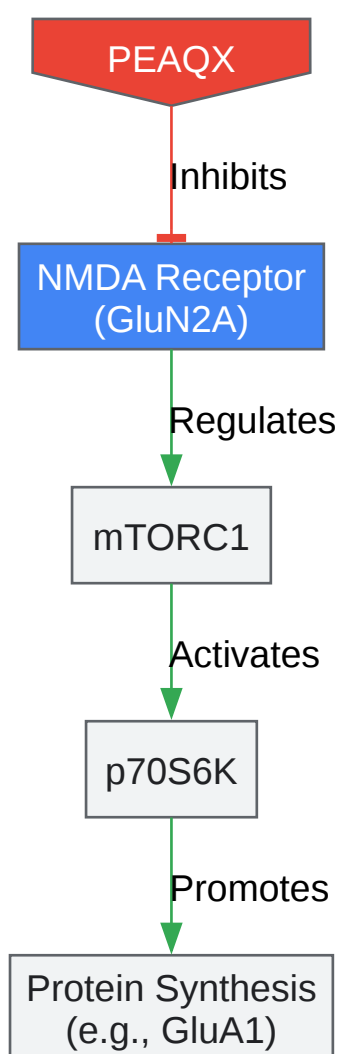 PEAQX
Inhibits
NMDA Receptor
(GluN2A)
Regulates
mTORC1
Activates
p70S6K
Promotes
Protein Synthesis
(e.g., GluA1)